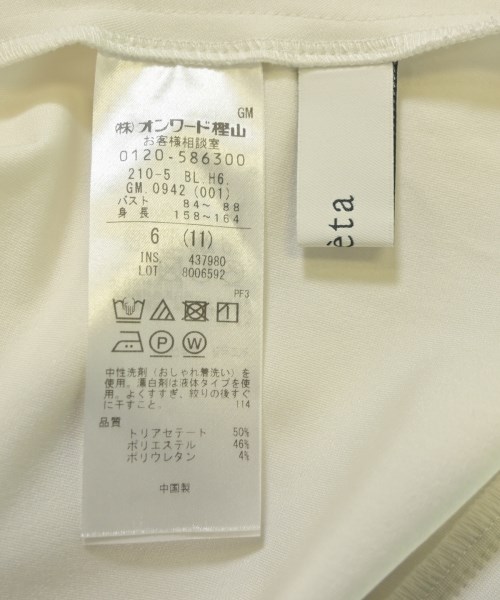 GM
(株)オンワード樫山
お客様相談室
0120-586300
210-5 BL.H6.
GM.0942 (001)
バスト 84〜 88
身 長 158〜164
6 (11)
INS. 437980
LOT 8006592
PF3
P W
中性洗剤(おしゃれ着洗い)を
使用。漂白剤は液体タイプを使
用。よくすすぎ、絞りの後すぐ
に干すこと。 114
品質
トリアセテート 50%
ポリエステル 46%
ポリウレタン 4%
中国製
èta